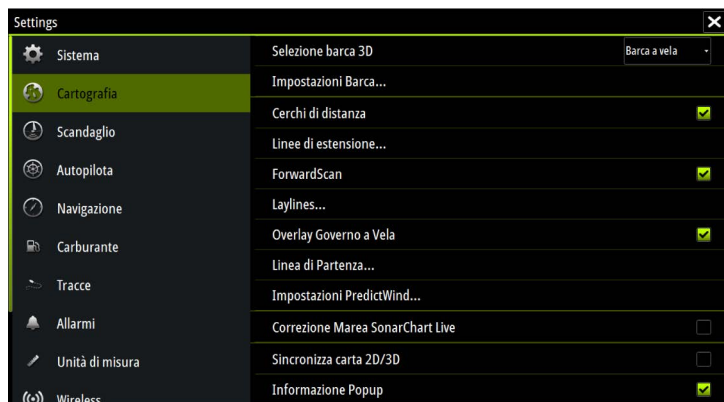 Settings
Sistema
Cartografia
Scandaglio
Autopilota
Navigazione
Carburante
Tracce
Allarmi
Unità di misura
Wireless
Selezione barca 3D Barca a vela
Impostazioni Barca...
Cerchi di distanza
Linee di estensione...
ForwardScan
Laylines...
Overlay Governo a Vela
Linea di Partenza...
Impostazioni PredictWind...
Correzione Marea SonarChart Live
Sincronizza carta 2D/3D
Informazione Popup